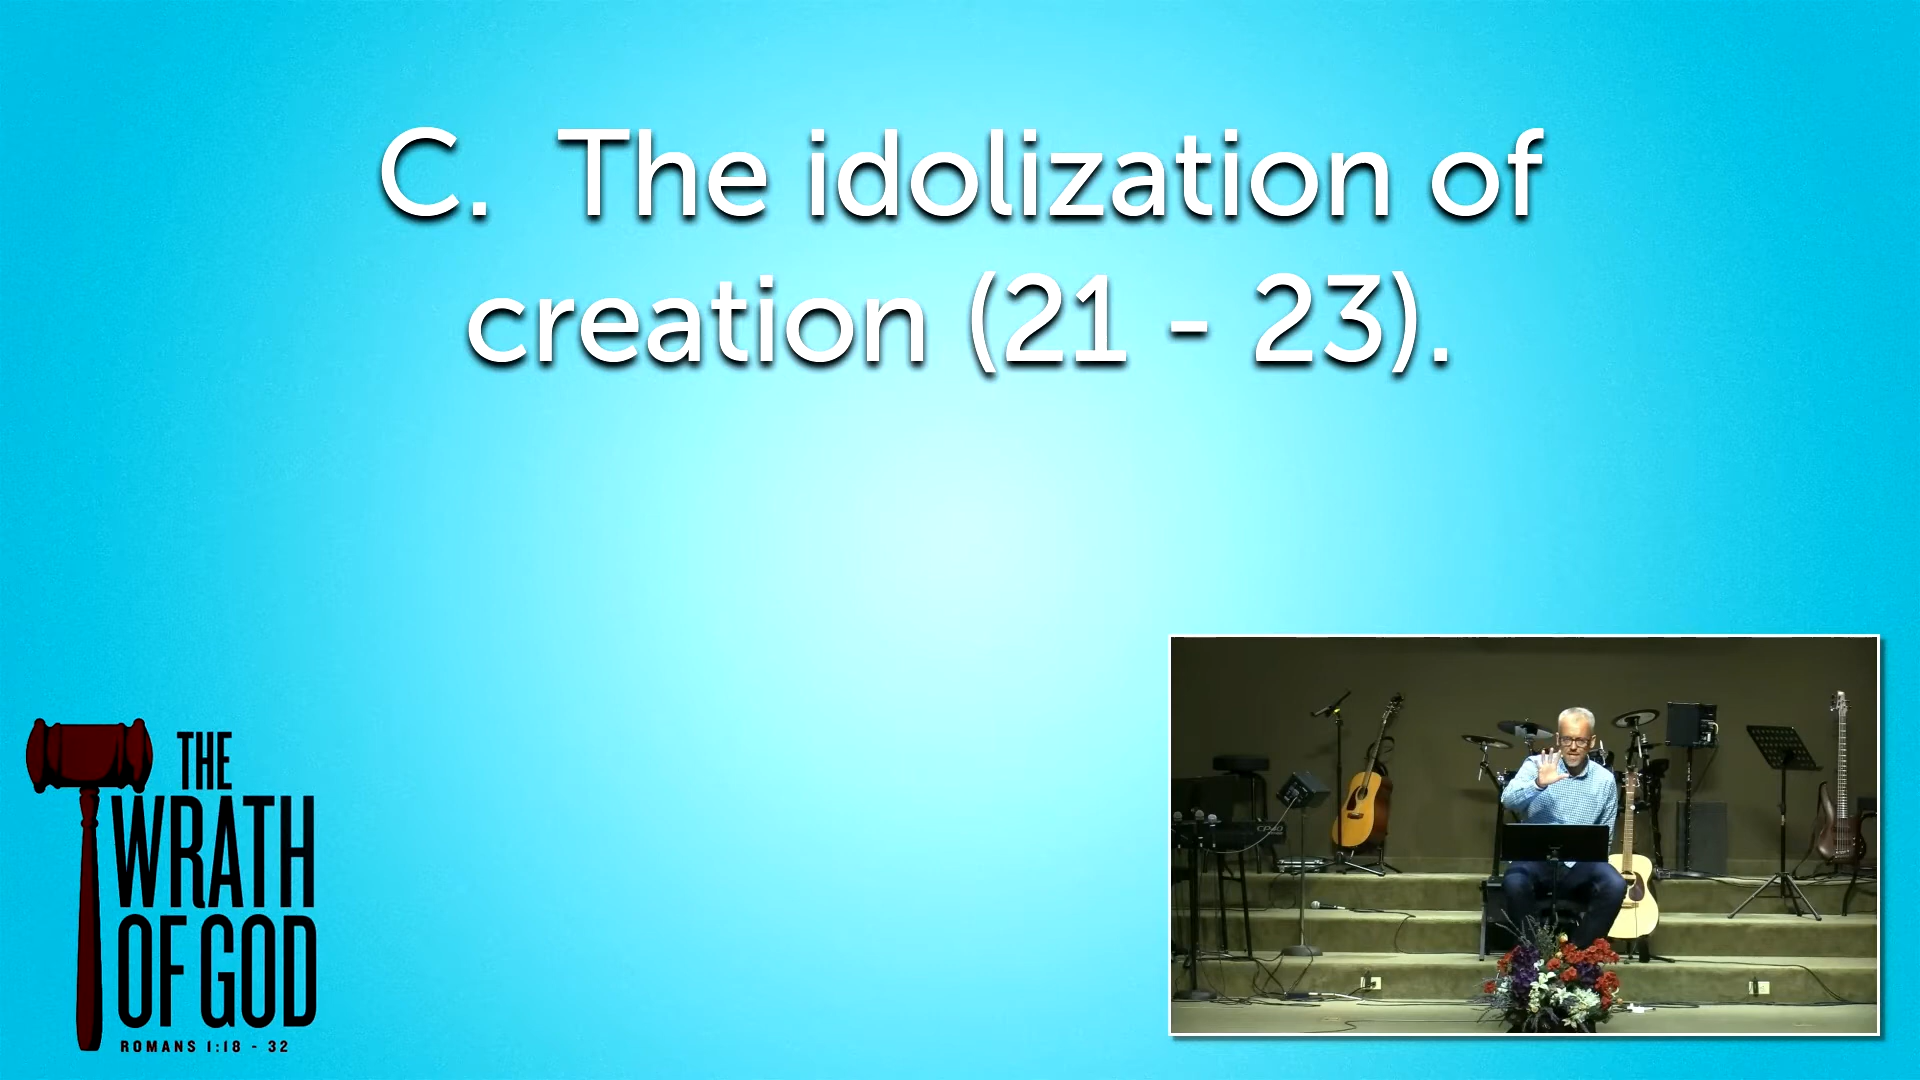 C. The idolization of
creation (21 - 23).
THE
WRATH
OF GOD
ROMANS 1:18 - 32